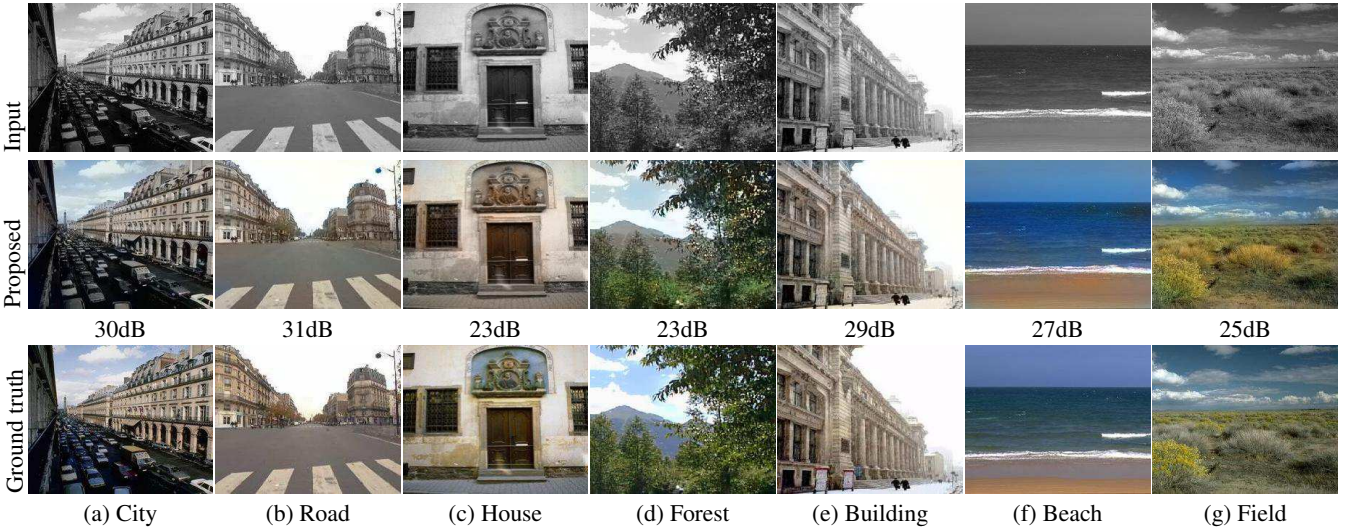 Input
Proposed
30dB 31dB 23dB 23dB 29dB 27dB 25dB
Ground truth
(a) City (b) Road (c) House (d) Forest (e) Building (f) Beach (g) Field